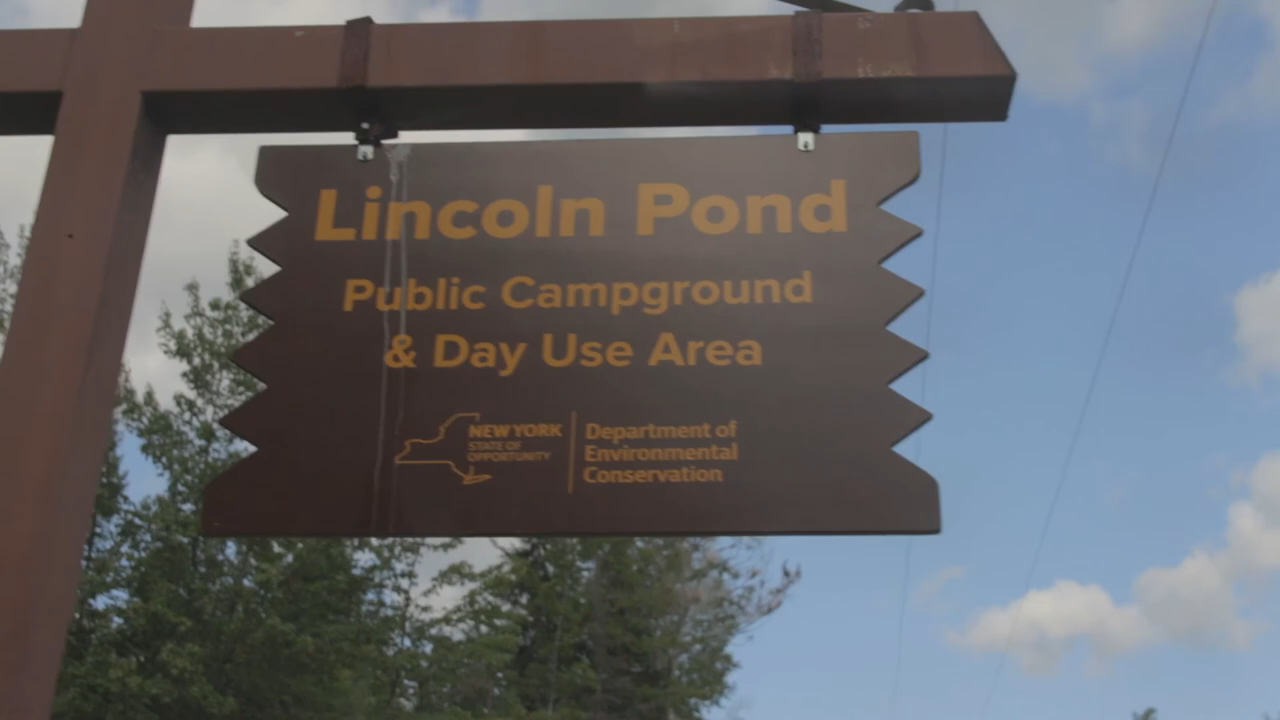 Lincoln Pond
Public Campground
& Day Use Area
NEW YORK
STATE OF
OPPORTUNITY
Department of
Environmental
Conservation